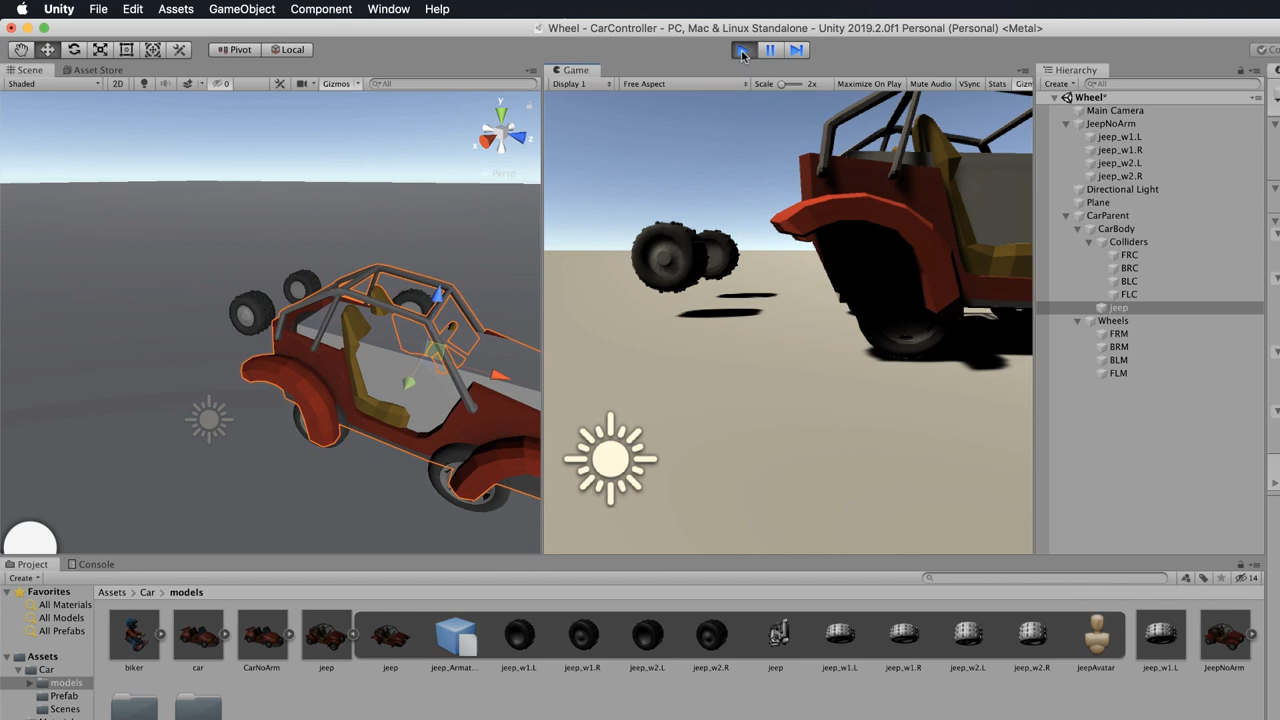 Unity File Edit Assets GameObject Component Window Help
Wheel - CarController - PC, Mac & Linux Standalone - Unity 2019.2.0f1 Personal (Personal) <Metal>
Pivot Local
Scene Asset Store
Shaded 2D 0 Gizmos All
y
x z
Persp
Game
Display 1 Free Aspect Scale 2x Maximize On Play Mute Audio VSync Stats Gizm
Hierarchy
Create All
Wheel*
Main Camera
JeepNoArm
jeep_w1.L
jeep_w1.R
jeep_w2.L
jeep_w2.R
Directional Light
Plane
CarParent
CarBody
Colliders
FRC
BRC
BLC
FLC
jeep
Wheels
FRM
BRM
BLM
FLM
Project Console
Create 14
Favorites
All Materials
All Models
All Prefabs
Assets
Car
models
Prefab
Scenes
Assets > Car > models
biker car CarNoArm jeep jeep jeep_Armat... jeep_w1.L jeep_w1.R jeep_w2.L jeep_w2.R jeep jeep_w1.L jeep_w1.R jeep_w2.L jeep_w2.R jeepAvatar jeep_w1.L JeepNoArm